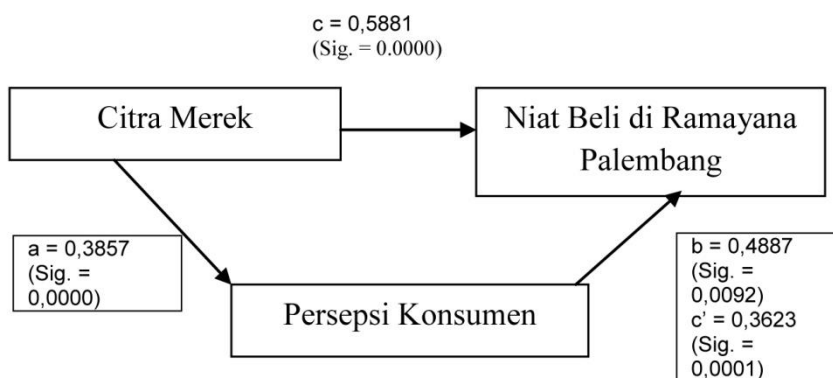 c = 0,5881
(Sig. = 0.0000)
Citra Merek
Niat Beli di Ramayana
Palembang
a = 0,3857
(Sig. =
0,0000)
Persepsi Konsumen
b = 0,4887
(Sig. =
0,0092)
c' = 0,3623
(Sig. =
0,0001)